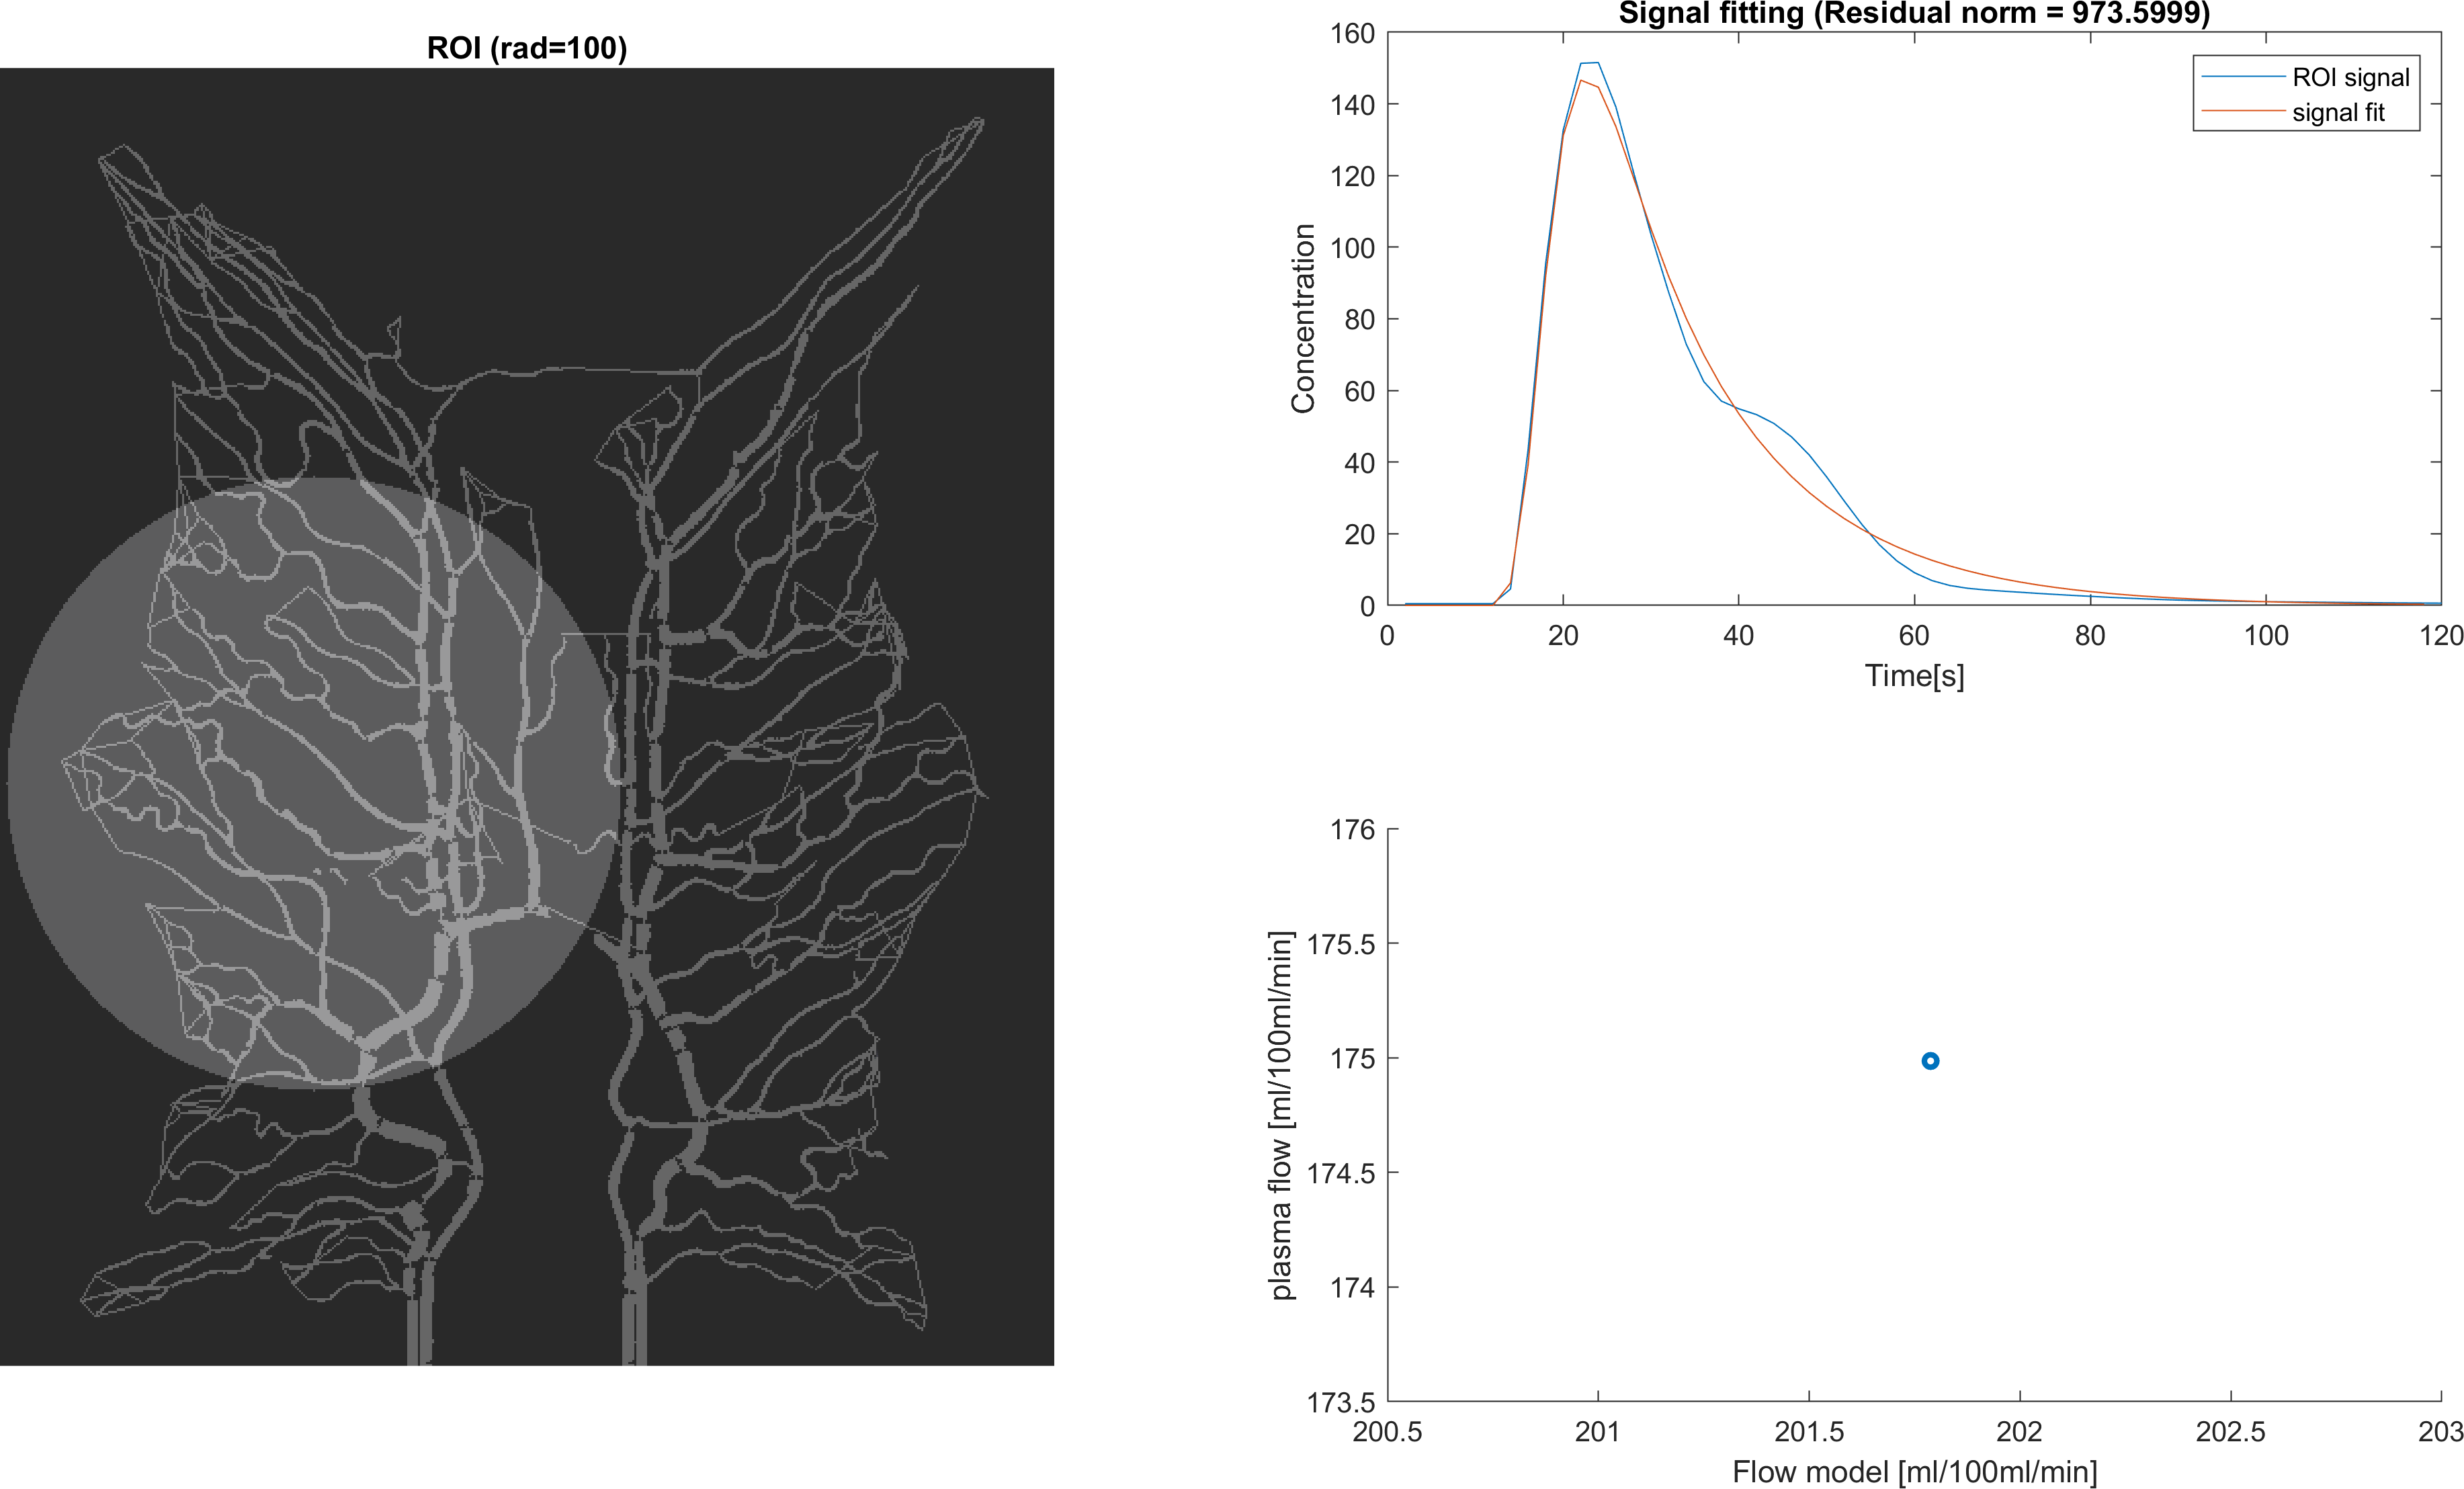 ROI (rad=100)
Signal fitting (Residual norm = 973.5999)
160
140
120
100
80
60
40
20
0
Concentration
ROI signal
signal fit
0 20 40 60 80 100 120
Time[s]
176
175.5
175
174.5
174
173.5
plasma flow [ml/100ml/min]
200.5 201 201.5 202 202.5 203
Flow model [ml/100ml/min]